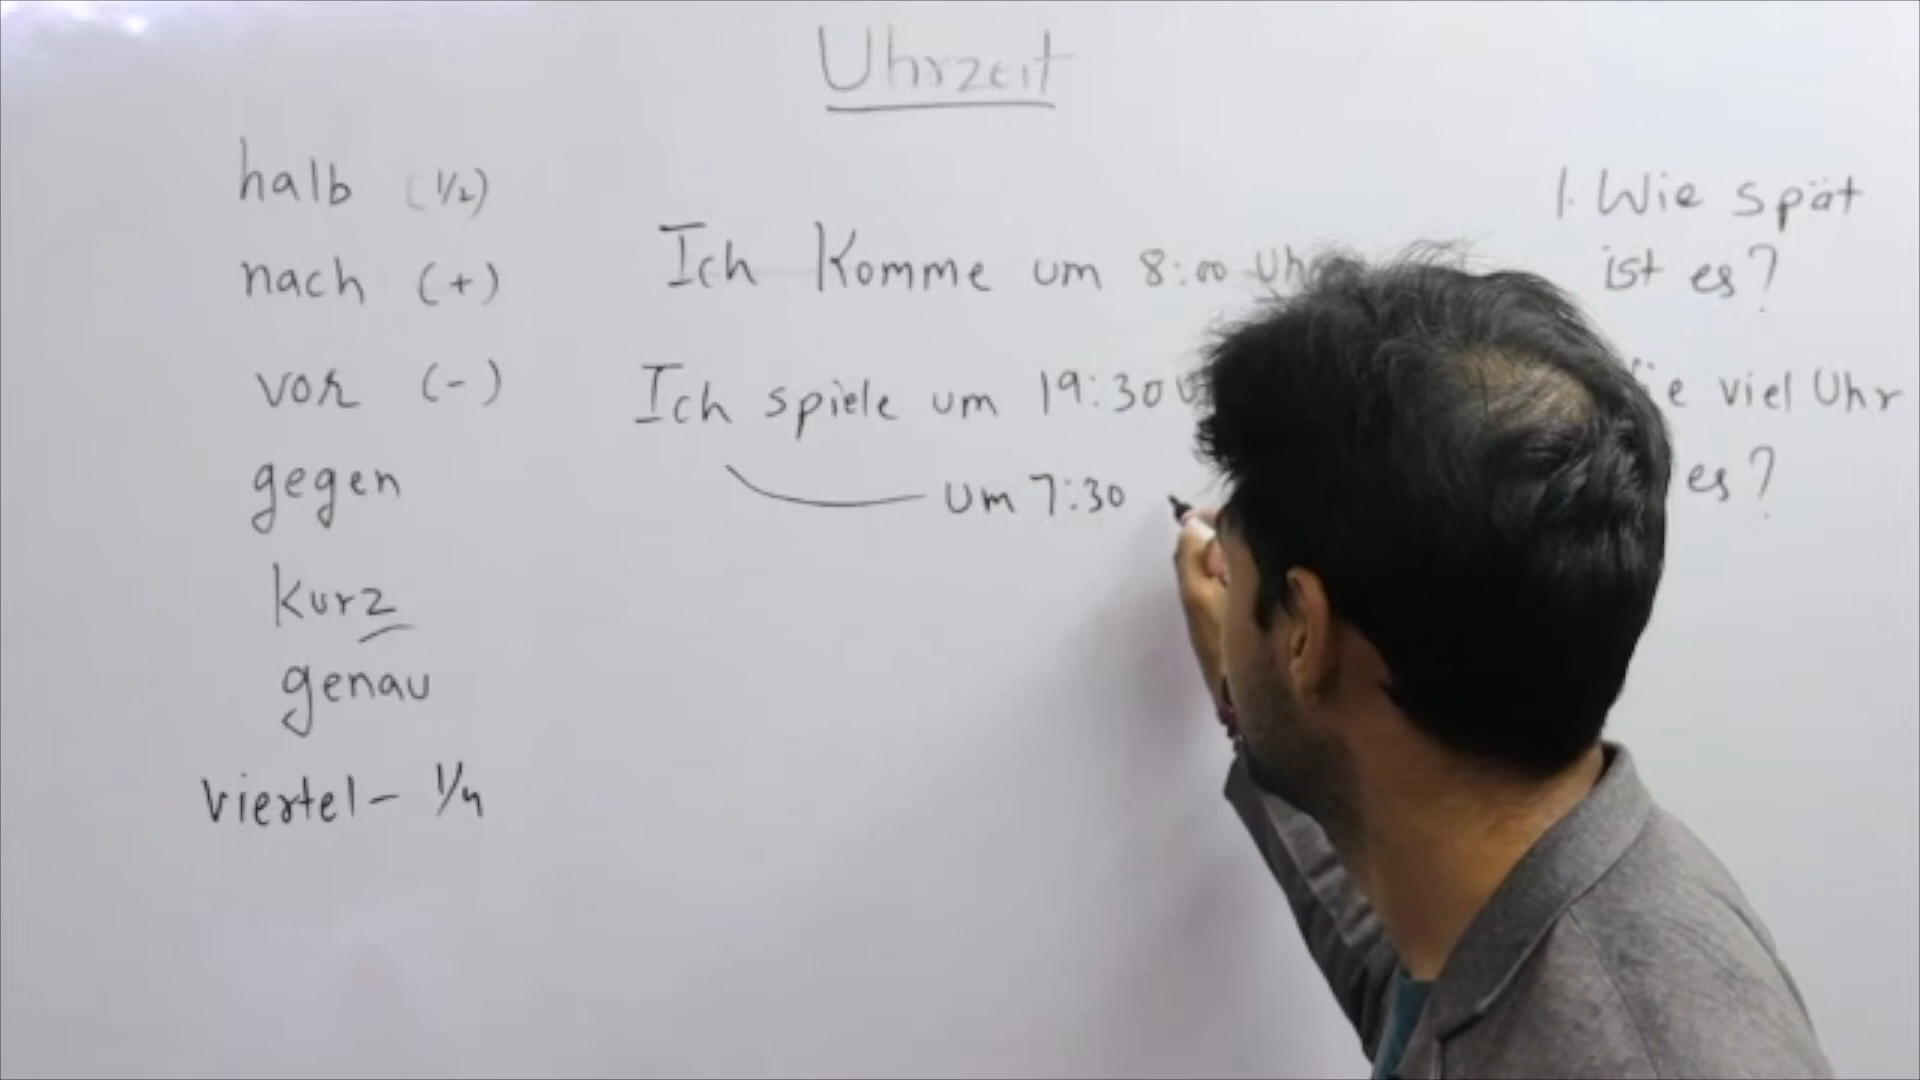 Uhrzeit
halb (1/2)
nach (+)
vor (-)
gegen
kurz
genau
viertel - 1/4
Ich Komme um 8:00 Uhr
Ich spiele um 19:30
um 7:30
1. Wie spät
ist es?
viel Uhr
es?